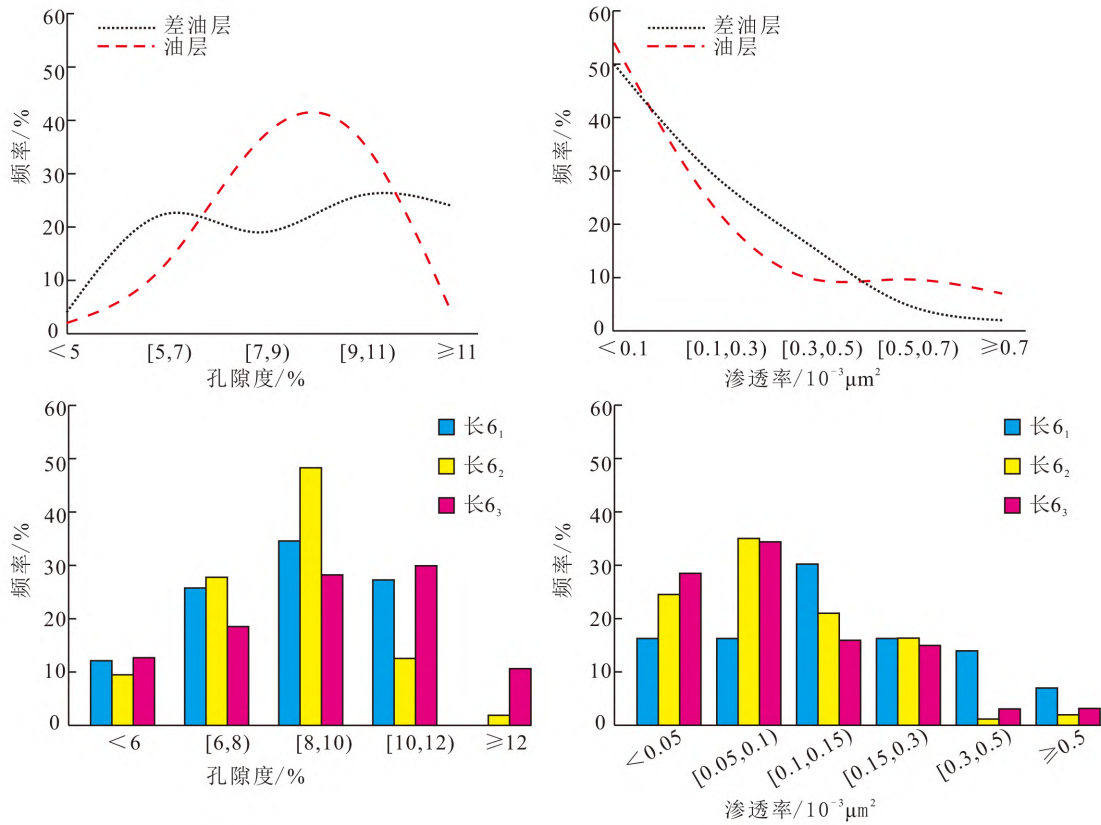 60
50
40
30
20
10
0
频率/%
差油层
油层
<5
[5,7)
[7,9)
[9,11)
≥11
孔隙度/%
60
50
40
30
20
10
0
频率/%
差油层
油层
<0.1
[0.1,0.3)
[0.3,0.5)
[0.5,0.7)
≥0.7
渗透率/10⁻³μm²
60
50
40
30
20
10
0
频率/%
长6₁
长6₂
长6₃
<6
[6,8)
[8,10)
[10,12)
≥12
孔隙度/%
60
50
40
30
20
10
0
频率/%
长6₁
长6₂
长6₃
<0.05
[0.05,0.1)
[0.1,0.15)
[0.15,0.3)
[0.3,0.5)
≥0.5
渗透率/10⁻³μm²